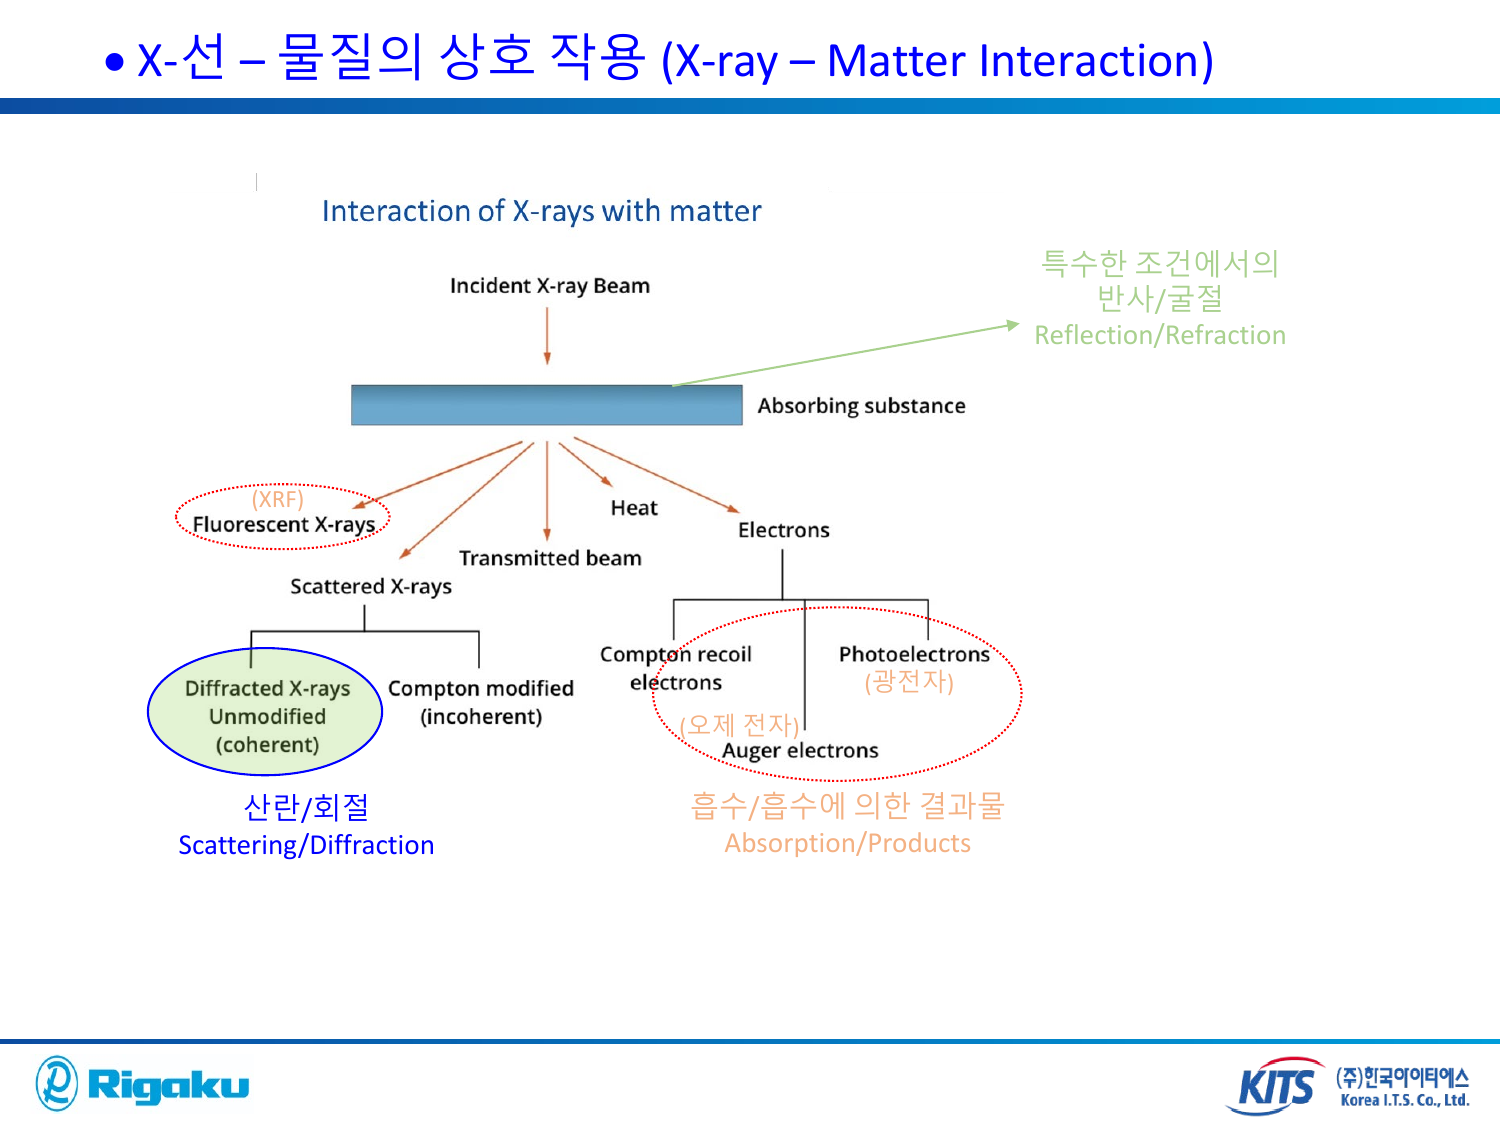 • X-선 – 물질의 상호 작용 (X-ray – Matter Interaction)
Interaction of X-rays with matter
특수한 조건에서의
반사/굴절
Reflection/Refraction
Incident X-ray Beam
Absorbing substance
(XRF)
Fluorescent X-rays
Heat
Electrons
Transmitted beam
Scattered X-rays
Compton recoil
electrons
Photoelectrons
(광전자)
Diffracted X-rays
Unmodified
(coherent)
Compton modified
(incoherent)
(오제 전자)
Auger electrons
산란/회절
Scattering/Diffraction
흡수/흡수에 의한 결과물
Absorption/Products
Rigaku
KITS
(주)한국아이티에스
Korea I.T.S. Co., Ltd.